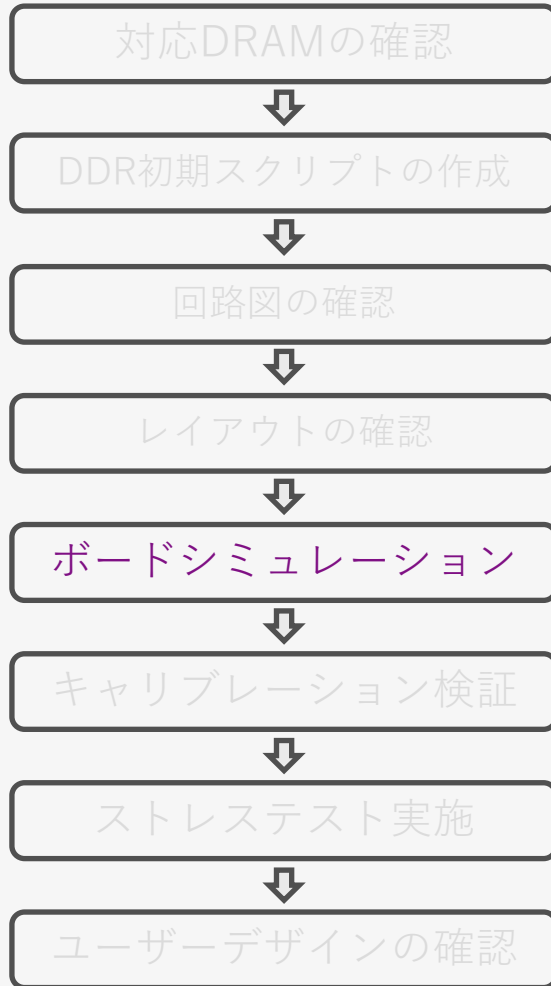 対応DRAMの確認
DDR初期スクリプトの作成
回路図の確認
レイアウトの確認
ボードシミュレーション
キャリブレーション検証
ストレステスト実施
ユーザーデザインの確認